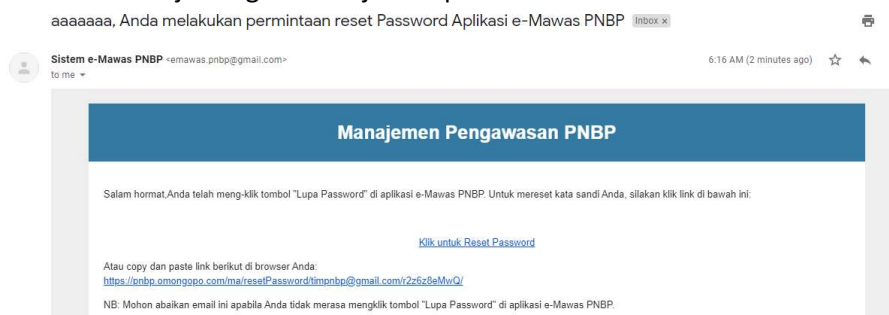 aaaaaaa, Anda melakukan permintaan reset Password Aplikasi e-Mawas PNBP Inbox x
Sistem e-Mawas PNBP <emawas.pnbp@gmail.com> 6:16 AM (2 minutes ago)
to me
Manajemen Pengawasan PNBP
Salam hormat,Anda telah meng-klik tombol "Lupa Password" di aplikasi e-Mawas PNBP. Untuk mereset kata sandi Anda, silakan klik link di bawah ini:
Klik untuk Reset Password
Atau copy dan paste link berikut di browser Anda:
https://pnbp.omongopo.com/ma/resetPassword/timpnbp@gmail.com/r2z6z8eMwQ/
NB: Mohon abaikan email ini apabila Anda tidak merasa mengklik tombol "Lupa Password" di aplikasi e-Mawas PNBP.